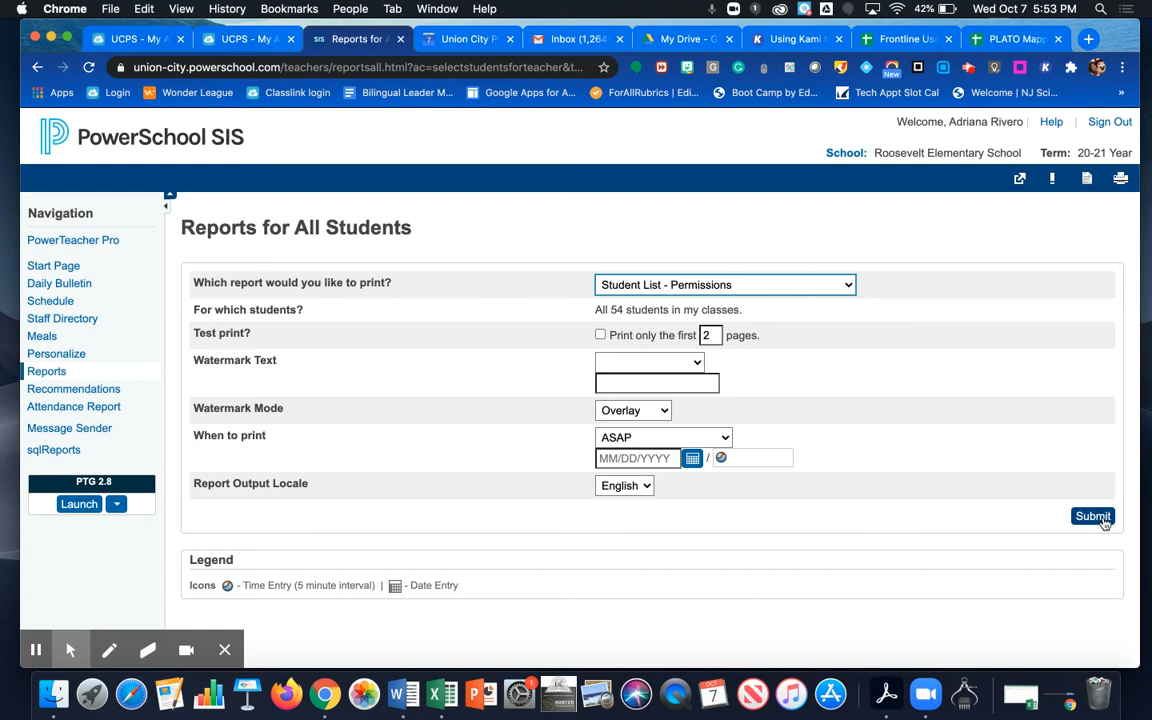 Chrome File Edit View History Bookmarks People Tab Window Help 42% Wed Oct 7 5:53 PM
UCPS - My A UCPS - My A SIS Reports for A Union City P Inbox (1,264 My Drive - G Using Kami f Frontline Use PLATO Mapp
union-city.powerschool.com/teachers/reportsall.html?ac=selectstudentsforteacher&t...
New
Apps Login Wonder League Classlink login Bilingual Leader M... Google Apps for A... ForAllRubrics | Edi... Boot Camp by Ed... Tech Appt Slot Cal Welcome | NJ Sci... »
PowerSchool SIS
Welcome, Adriana Rivero | Help | Sign Out
School: Roosevelt Elementary School Term: 20-21 Year
Navigation
PowerTeacher Pro
Start Page
Daily Bulletin
Schedule
Staff Directory
Meals
Personalize
Reports
Recommendations
Attendance Report
Message Sender
sqlReports
PTG 2.8
Launch
Reports for All Students
Which report would you like to print? Student List - Permissions
For which students? All 54 students in my classes.
Test print? Print only the first 2 pages.
Watermark Text
Watermark Mode Overlay
When to print ASAP
MM/DD/YYYY /
Report Output Locale English
Submit
Legend
Icons - Time Entry (5 minute interval) | - Date Entry
OCT
7
1